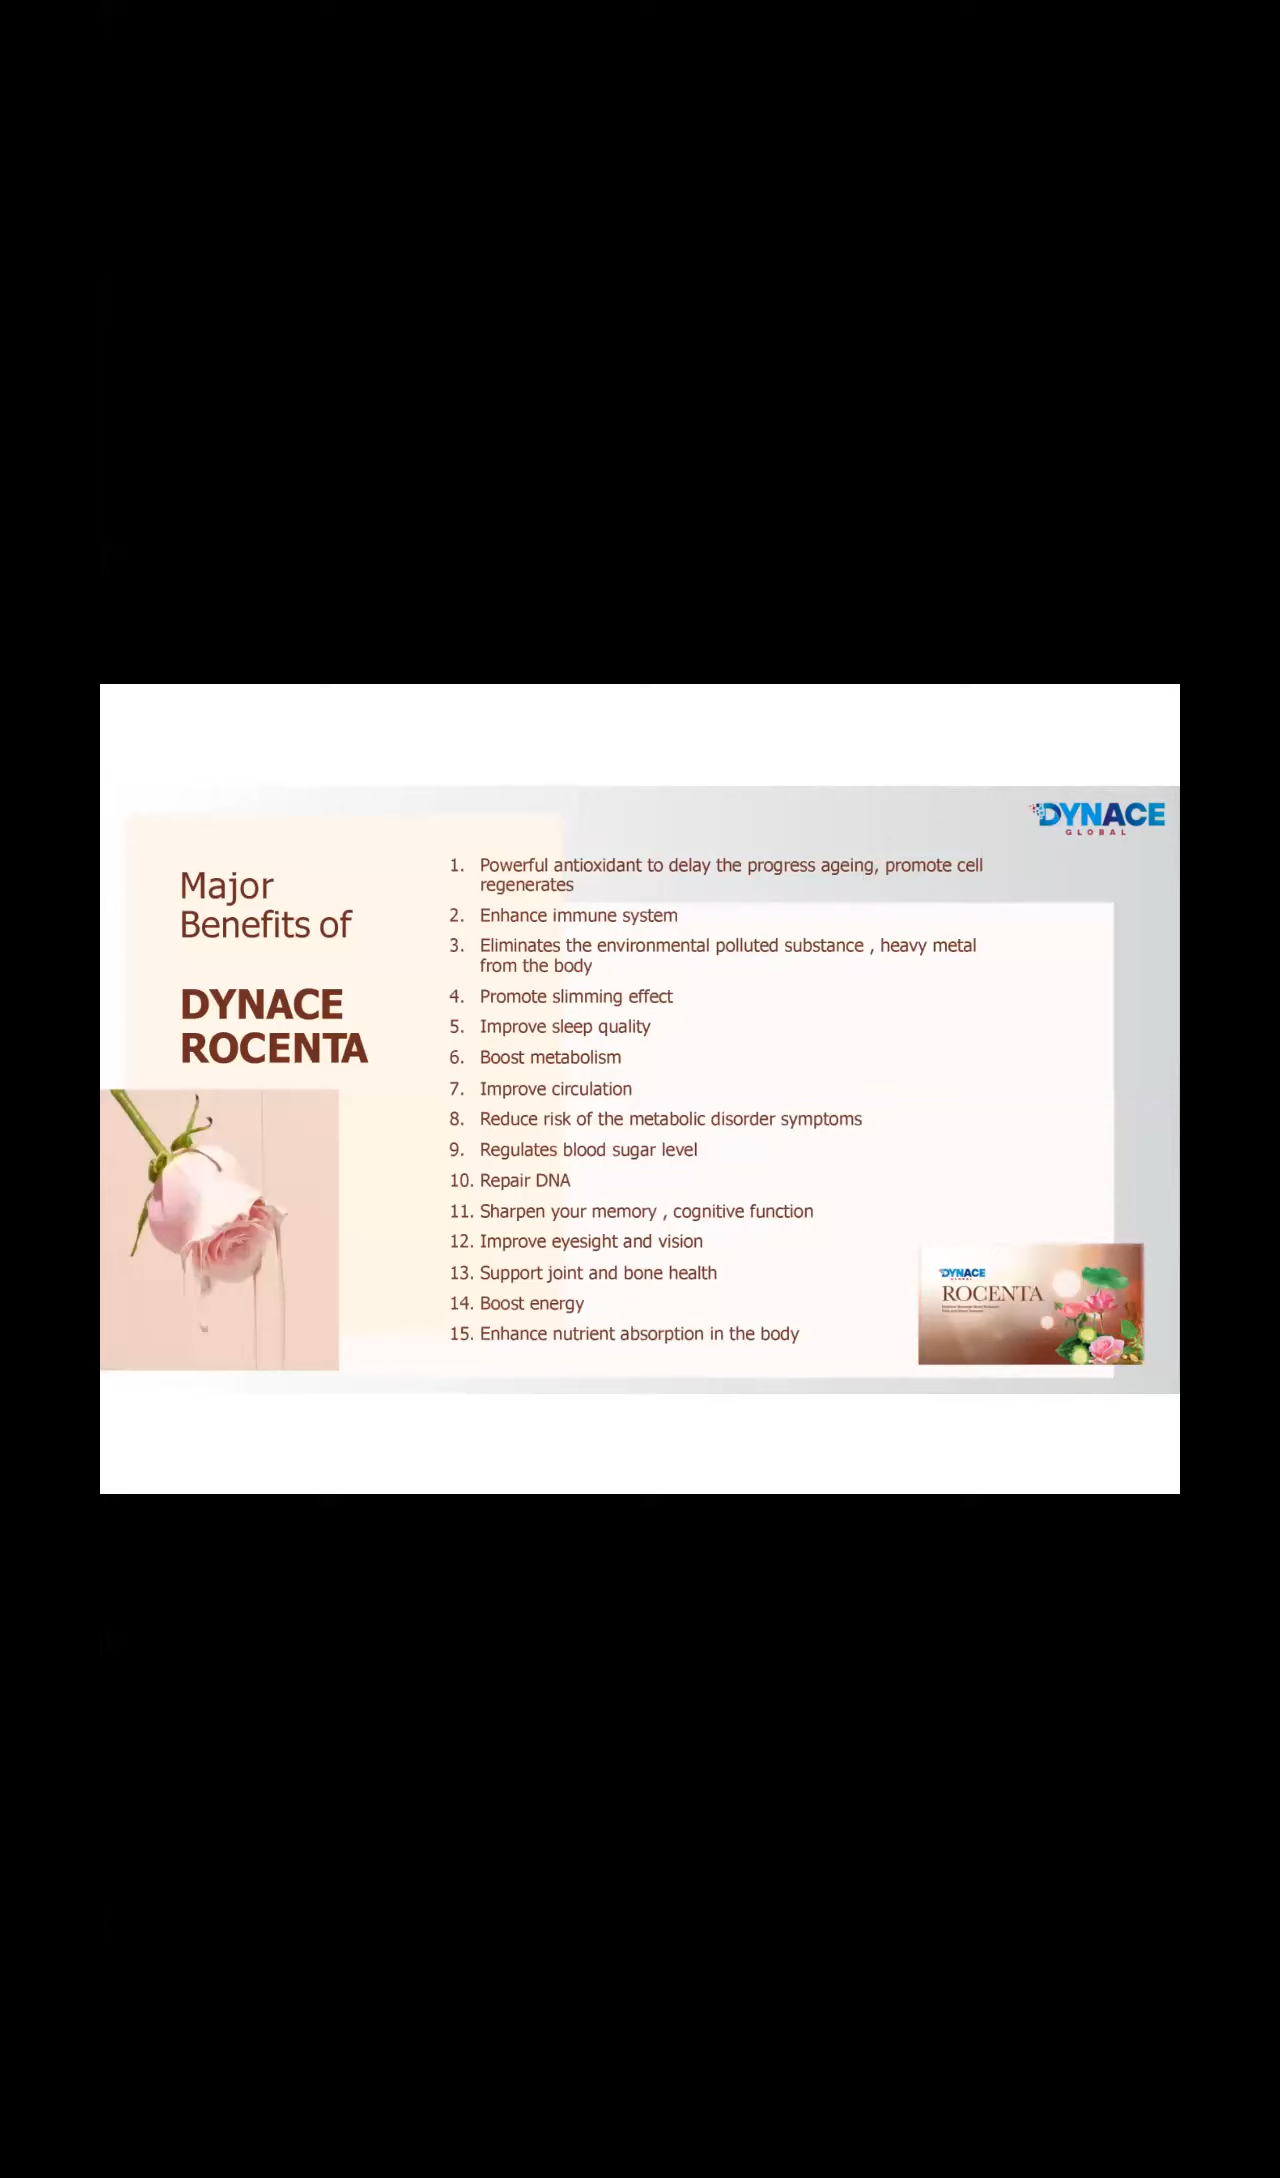 DYNACE
GLOBAL
Major
Benefits of
DYNACE
ROCENTA
1. Powerful antioxidant to delay the progress ageing, promote cell
regenerates
2. Enhance immune system
3. Eliminates the environmental polluted substance , heavy metal
from the body
4. Promote slimming effect
5. Improve sleep quality
6. Boost metabolism
7. Improve circulation
8. Reduce risk of the metabolic disorder symptoms
9. Regulates blood sugar level
10. Repair DNA
11. Sharpen your memory , cognitive function
12. Improve eyesight and vision
13. Support joint and bone health
14. Boost energy
15. Enhance nutrient absorption in the body
DYNACE
GLOBAL
ROCENTA